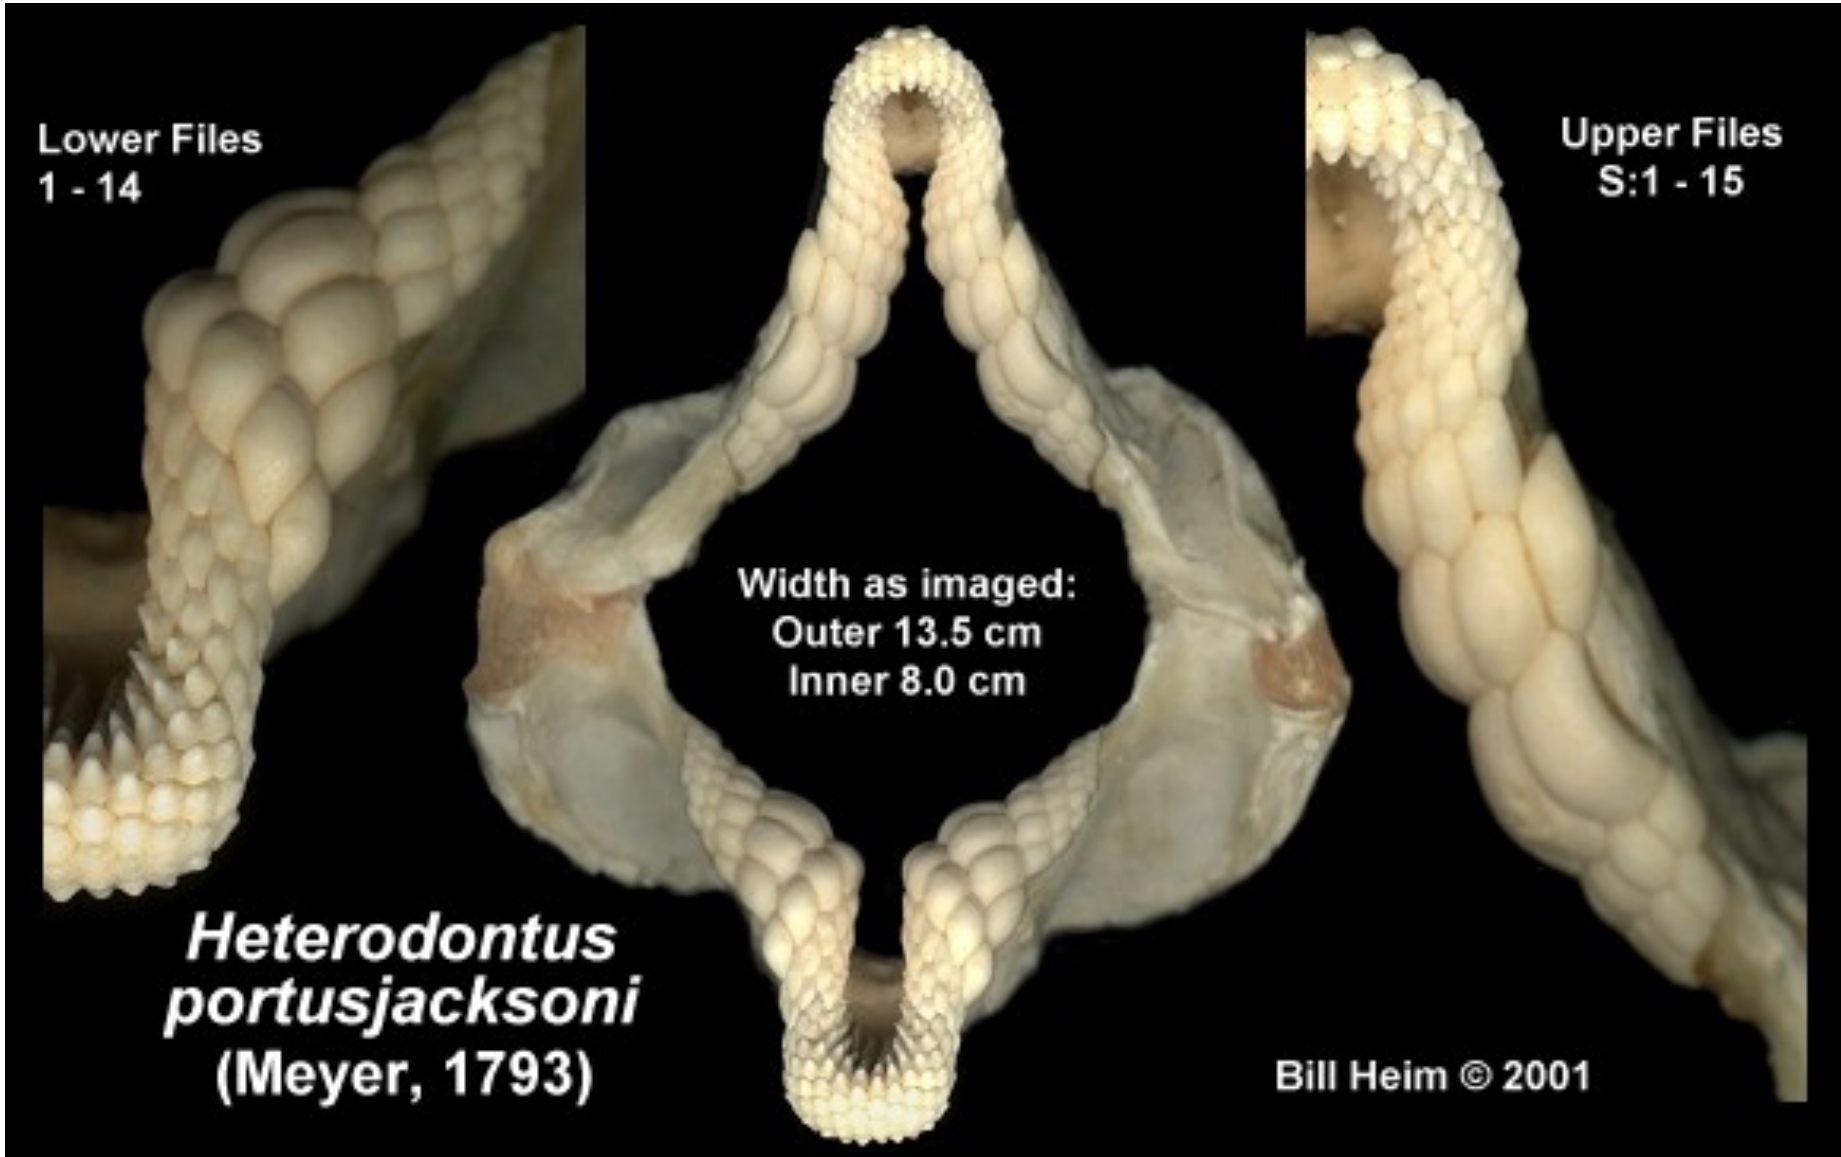 Lower Files
1 - 14
Upper Files
S:1 - 15
Width as imaged:
Outer 13.5 cm
Inner 8.0 cm
Heterodontus
portusjacksoni
(Meyer, 1793)
Bill Heim © 2001